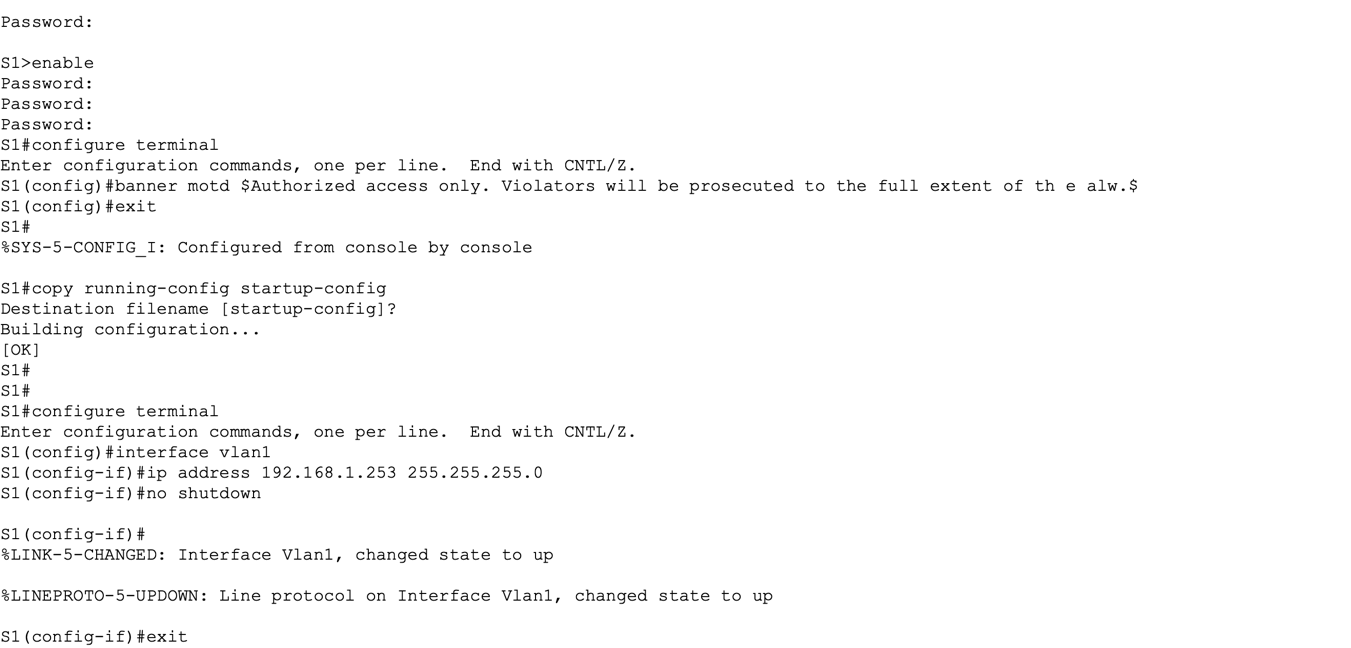 Password:
S1>enable
Password:
Password:
Password:
S1#configure terminal
Enter configuration commands, one per line.  End with CNTL/Z.
S1(config)#banner motd $Authorized access only. Violators will be prosecuted to the full extent of th e alw.$
S1(config)#exit
S1#
%SYS-5-CONFIG_I: Configured from console by console
S1#copy running-config startup-config
Destination filename [startup-config]?
Building configuration...
[OK]
S1#
S1#
S1#configure terminal
Enter configuration commands, one per line.  End with CNTL/Z.
S1(config)#interface vlan1
S1(config-if)#ip address 192.168.1.253 255.255.255.0
S1(config-if)#no shutdown
S1(config-if)#
%LINK-5-CHANGED: Interface Vlan1, changed state to up
%LINEPROTO-5-UPDOWN: Line protocol on Interface Vlan1, changed state to up
S1(config-if)#exit